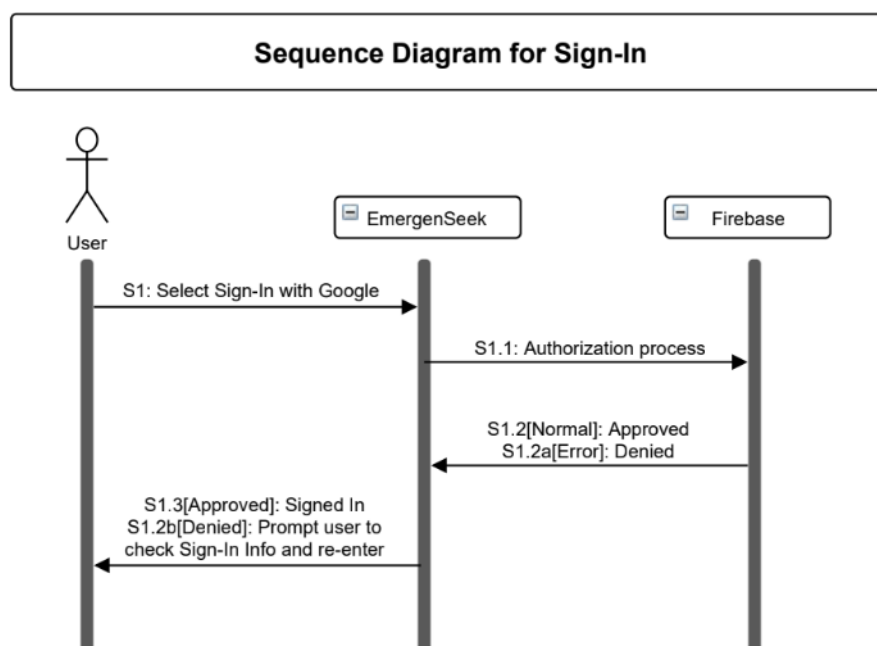 Sequence Diagram for Sign-In
User
EmergenSeek
Firebase
S1: Select Sign-In with Google
S1.1: Authorization process
S1.2[Normal]: Approved
S1.2a[Error]: Denied
S1.3[Approved]: Signed In
S1.2b[Denied]: Prompt user to
check Sign-In Info and re-enter